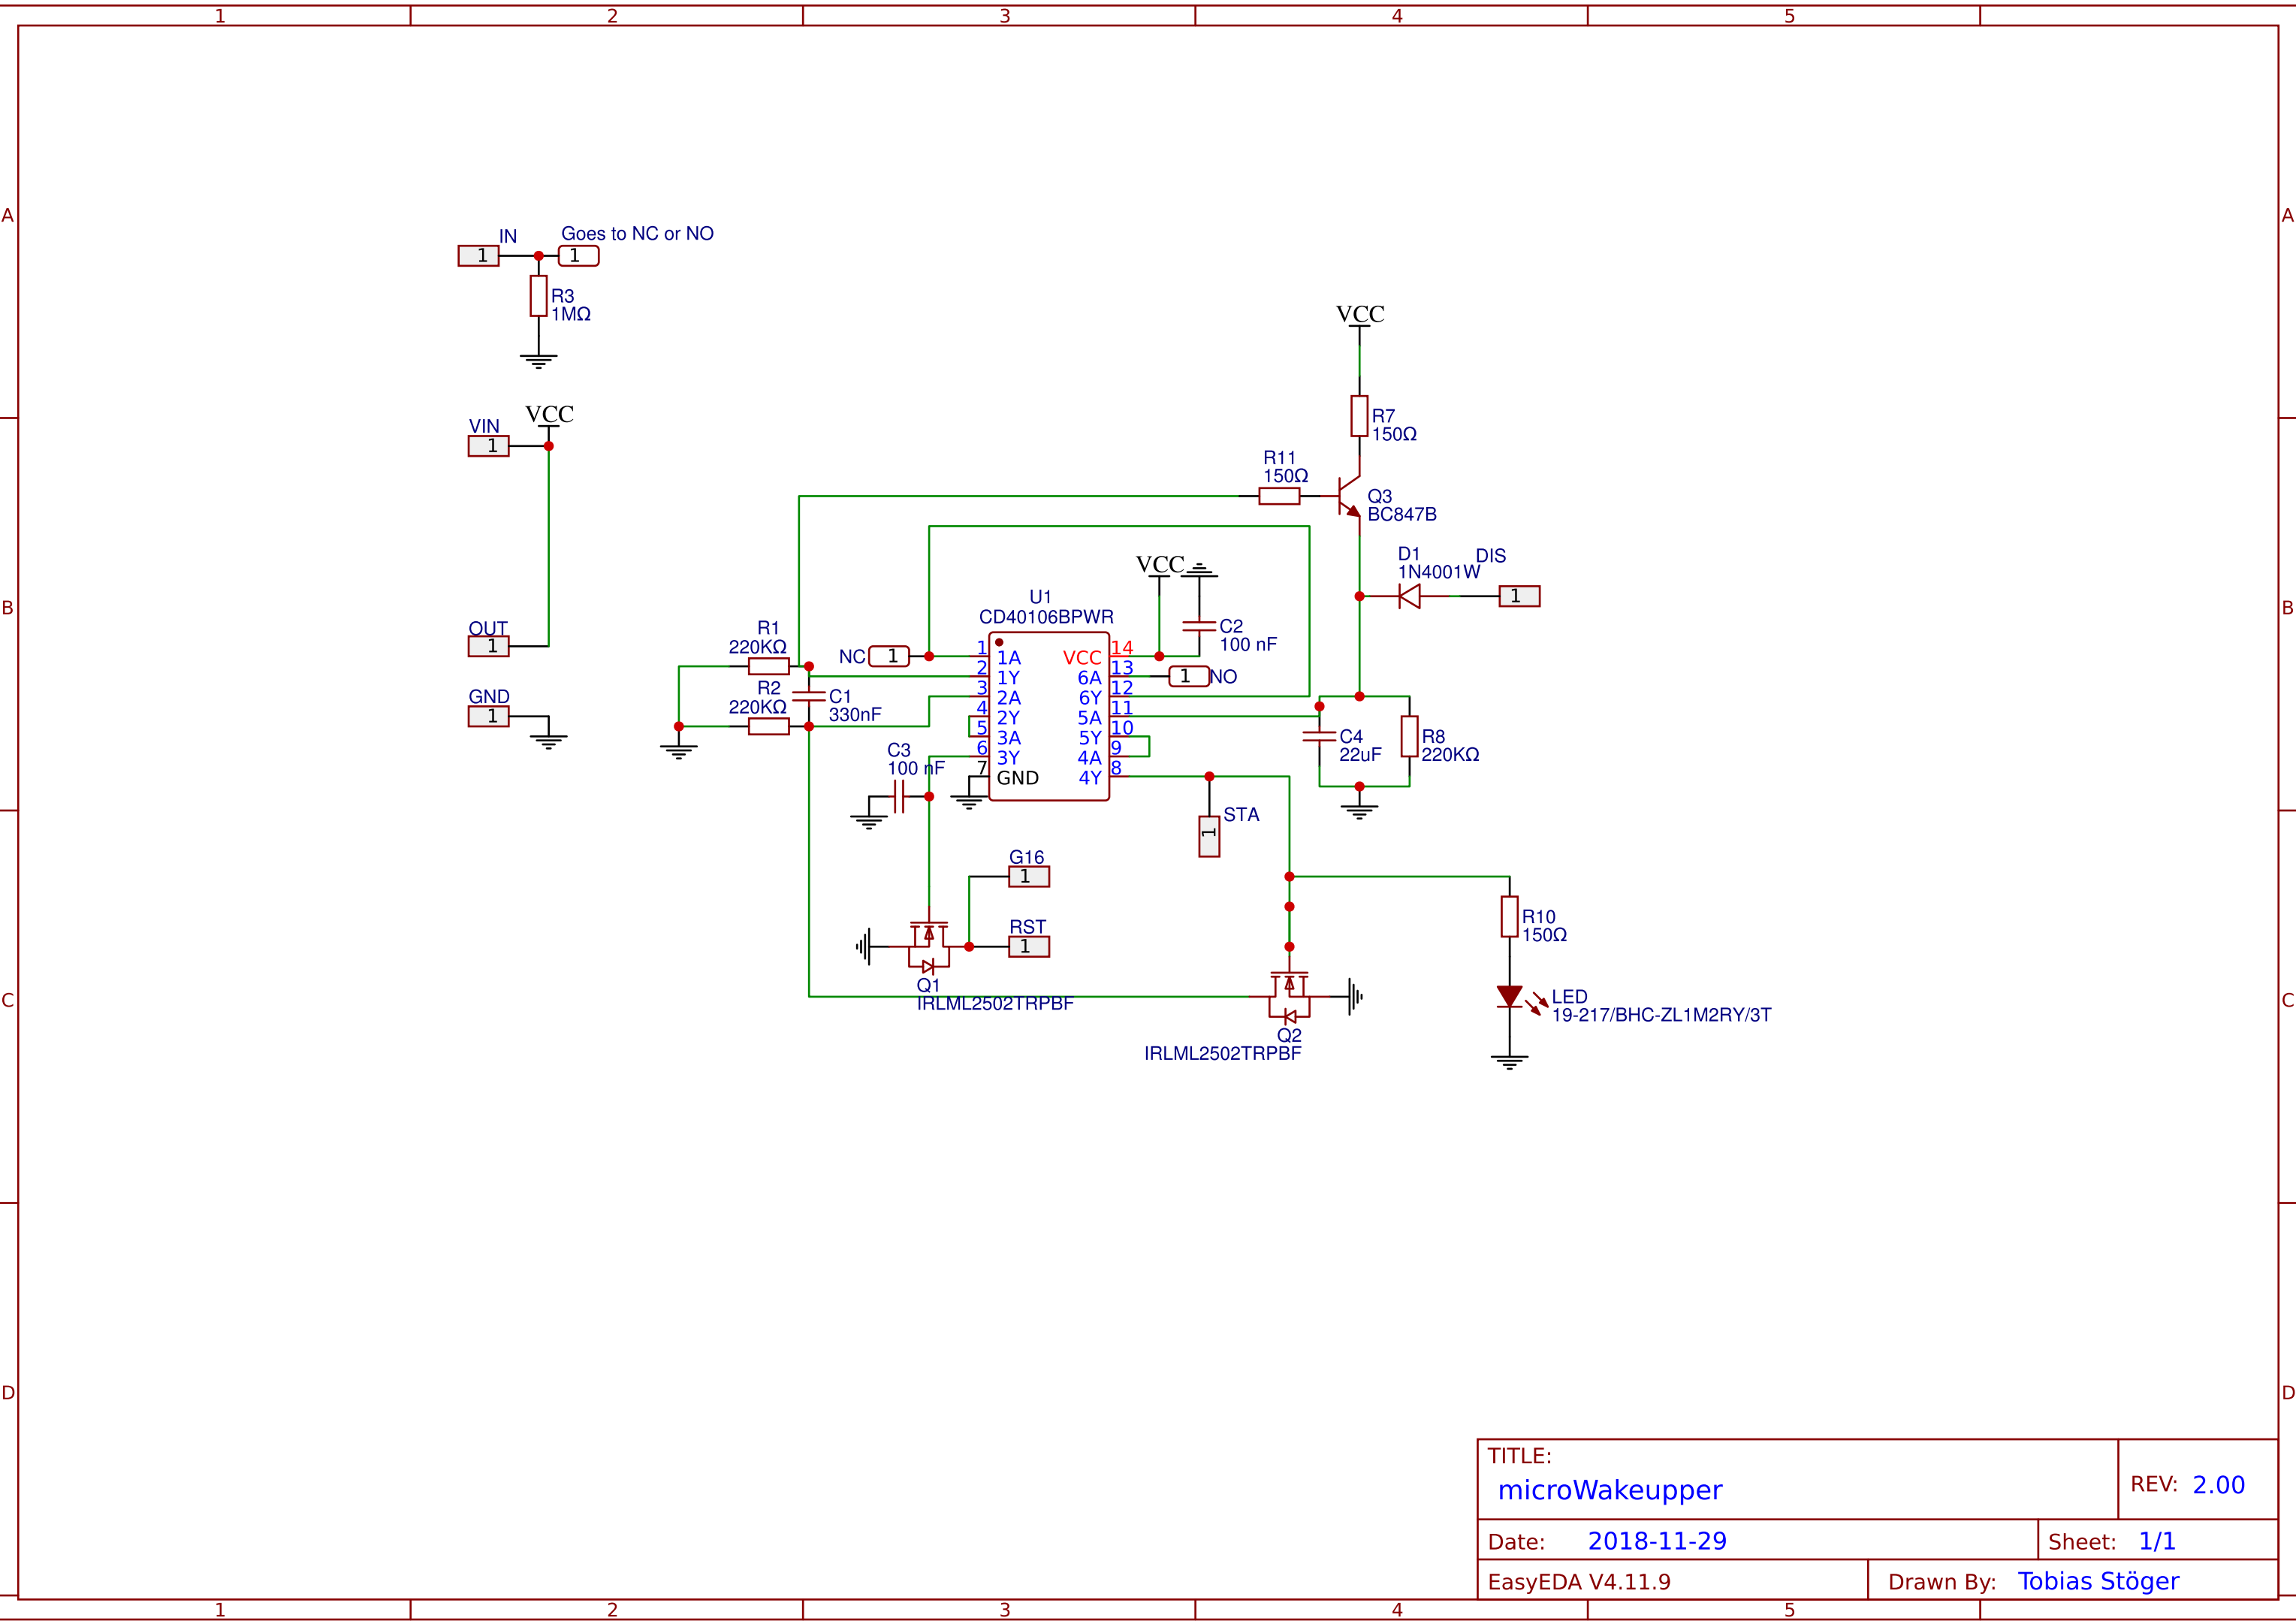 1 2 3 4 5
A A
IN
Goes to NC or NO
1 1
R3
1MΩ
VCC
R7
150Ω
VCC
VIN
1
R11
150Ω
Q3
BC847B
D1
1N4001W
DIS
1
VCC
B B
U1
CD40106BPWR
C2
100 nF
OUT
1
R1
220KΩ
NC 1
1 1A VCC 14
2 1Y 6A 13
1 NO
3 2A 6Y 12
4 2Y 5A 11
5 3A 5Y 10
6 3Y 4A 9
7 GND 4Y 8
R2
220KΩ
C1
330nF
GND
1
C3
100 nF
C4
22uF
R8
220KΩ
STA
1
G16
1
RST
1
R10
150Ω
Q1
IRLML2502TRPBF
C C
LED
19-217/BHC-ZL1M2RY/3T
Q2
IRLML2502TRPBF
D D
TITLE:
microWakeupper
REV: 2.00
Date: 2018-11-29
Sheet: 1/1
EasyEDA V4.11.9
Drawn By: Tobias Stöger
1 2 3 4 5